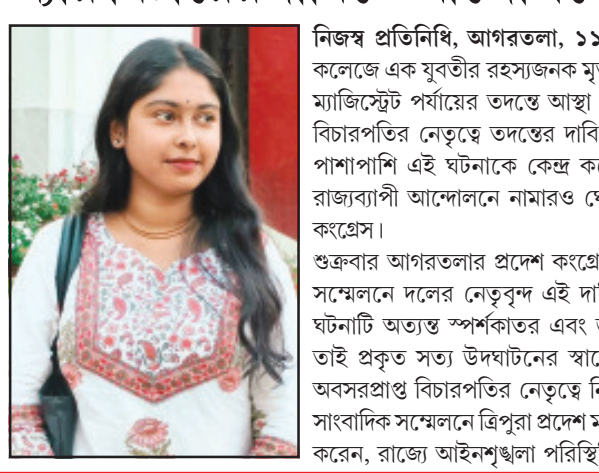 নিজস্ব প্রতিনিধি, আগরতলা, ১১
কলেজে এক যুবতীর রহস্যজনক
ম্যাজিস্ট্রেট পর্যায়ের তদন্তে আস্থা
বিচারপতির নেতৃত্বে তদন্তের দাবি
পাশাপাশি এই ঘটনাকে কেন্দ্র
রাজ্যব্যাপী আন্দোলনে নামারও
কংগ্রেস।
শুক্রবার আগরতলার প্রদেশ
সম্মেলনে দলের নেতৃবৃন্দ এই
ঘটনাটি অত্যন্ত স্পর্শকাতর এবং
তাই প্রকৃত সত্য উদঘাটনের
অবসরপ্রাপ্ত বিচারপতির নেতৃত্বে
সাংবাদিক সম্মেলনে ত্রিপুরা প্রদেশ
করেন, রাজ্যে আইনশৃঙ্খলা